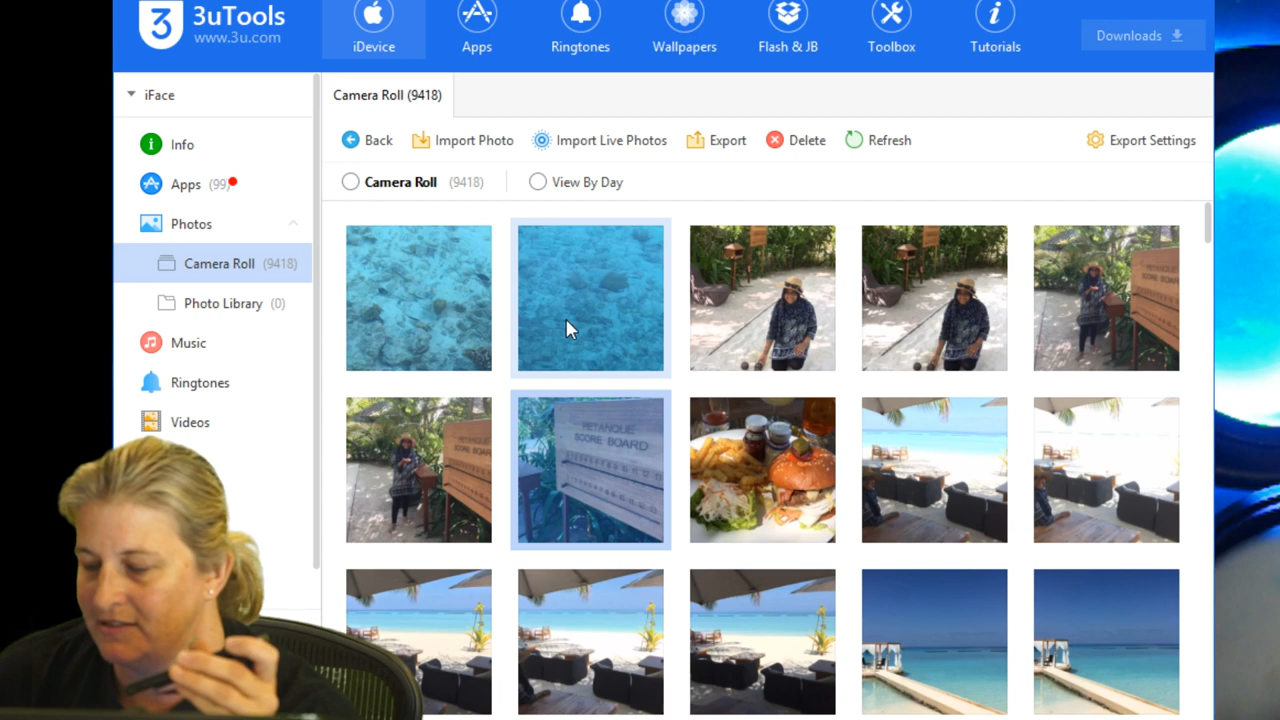 3 3uTools
www.3u.com
iDevice
Apps
Ringtones
Wallpapers
Flash & JB
Toolbox
Tutorials
Downloads
iFace
Camera Roll (9418)
Info
Back
Import Photo
Import Live Photos
Export
Delete
Refresh
Export Settings
Apps (99)
Camera Roll (9418)
View By Day
Photos
Camera Roll (9418)
Photo Library (0)
Music
Ringtones
Videos
PETANQUE
SCORE BOARD